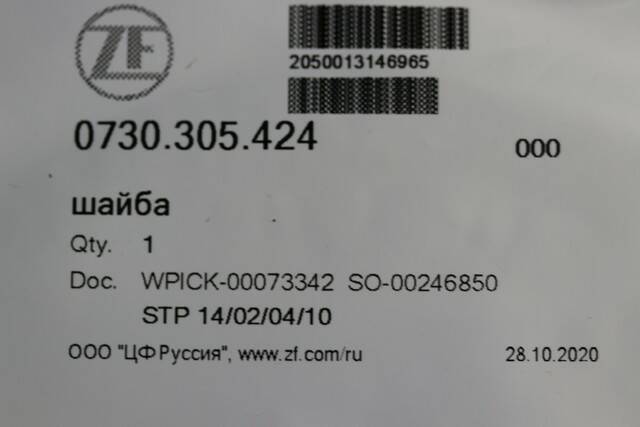 ZF
2050013146965
0730.305.424 000
шайба
Qty. 1
Doc. WPICK-00073342 SO-00246850
STP 14/02/04/10
ООО "ЦФ Руссия", www.zf.com/ru 28.10.2020